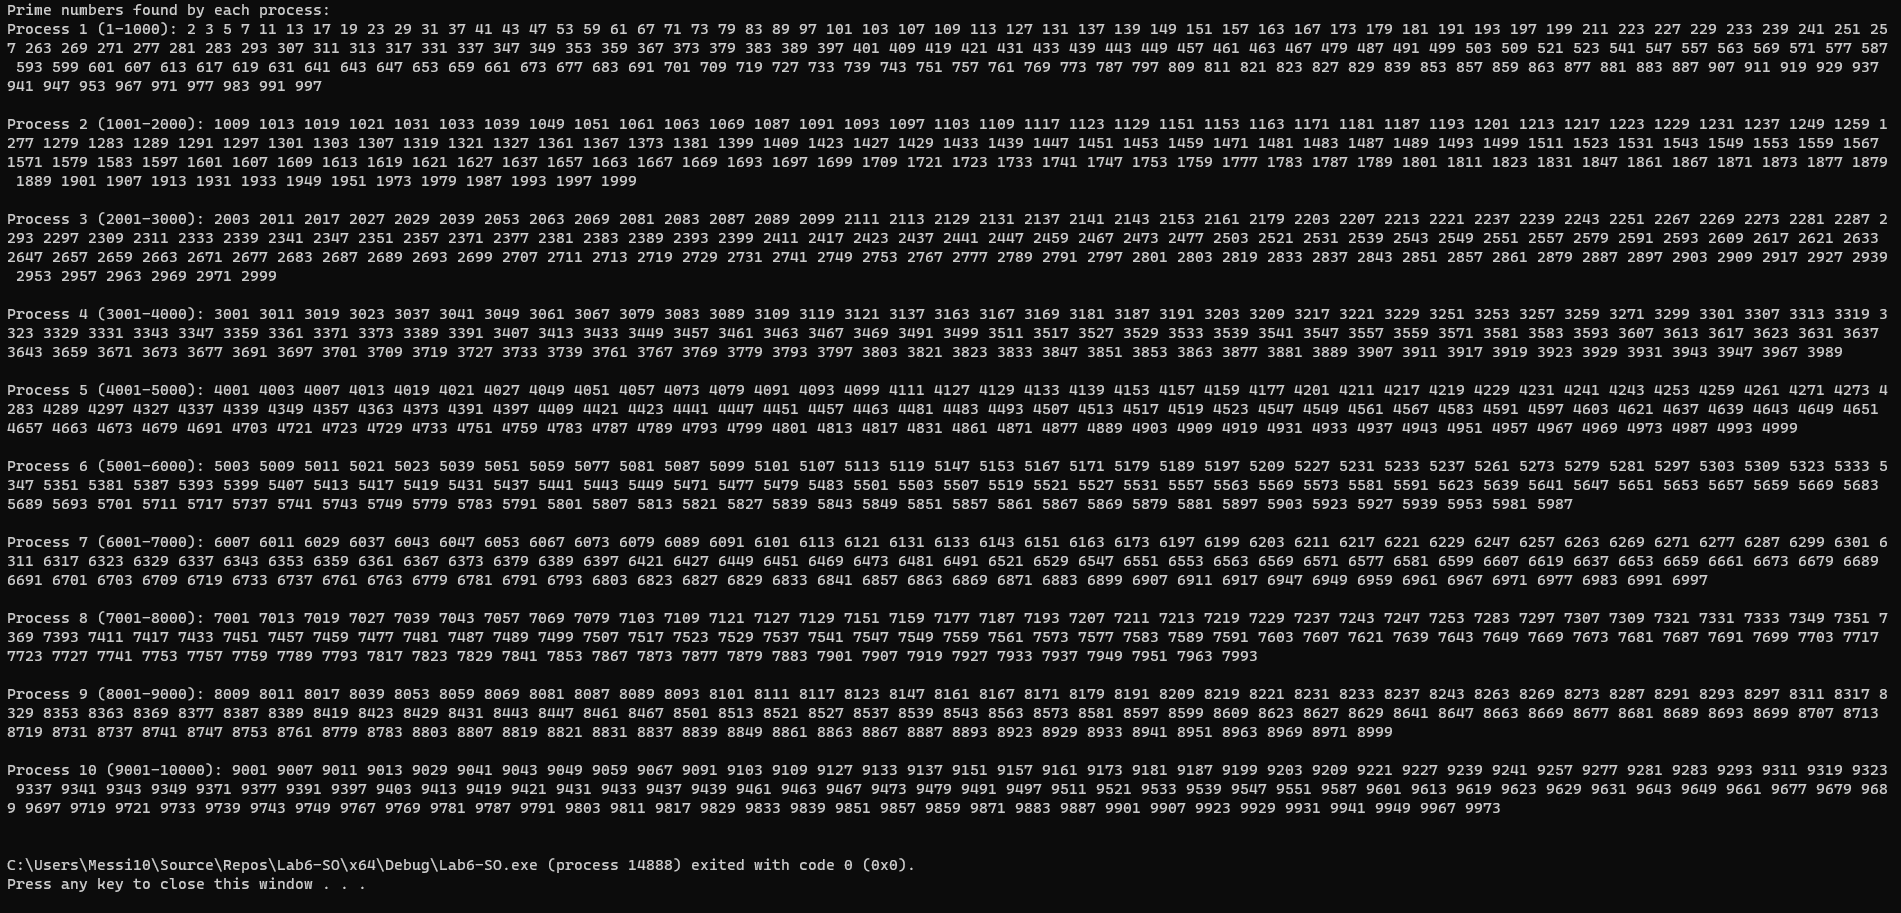 Prime numbers found by each process:
Process 1 (1-1000): 2 3 5 7 11 13 17 19 23 29 31 37 41 43 47 53 59 61 67 71 73 79 83 89 97 101 103 107 109 113 127 131 137 139 149 151 157 163 167 173 179 181 191 193 197 199 211 223 227 229 233 239 241 251 25
7 263 269 271 277 281 283 293 307 311 313 317 331 337 347 349 353 359 367 373 379 383 389 397 401 409 419 421 431 433 439 443 449 457 461 463 467 479 487 491 499 503 509 521 523 541 547 557 563 569 571 577 587
 593 599 601 607 613 617 619 631 641 643 647 653 659 661 673 677 683 691 701 709 719 727 733 739 743 751 757 761 769 773 787 797 809 811 821 823 827 829 839 853 857 859 863 877 881 883 887 907 911 919 929 937
941 947 953 967 971 977 983 991 997

Process 2 (1001-2000): 1009 1013 1019 1021 1031 1033 1039 1049 1051 1061 1063 1069 1087 1091 1093 1097 1103 1109 1117 1123 1129 1151 1153 1163 1171 1181 1187 1193 1201 1213 1217 1223 1229 1231 1237 1249 1259 1
277 1279 1283 1289 1291 1297 1301 1303 1307 1319 1321 1327 1361 1367 1373 1381 1399 1409 1423 1427 1429 1433 1439 1447 1451 1453 1459 1471 1481 1483 1487 1489 1493 1499 1511 1523 1531 1543 1549 1553 1559 1567
1571 1579 1583 1597 1601 1607 1609 1613 1619 1621 1627 1637 1657 1663 1667 1669 1693 1697 1699 1709 1721 1723 1733 1741 1747 1753 1759 1777 1783 1787 1789 1801 1811 1823 1831 1847 1861 1867 1871 1873 1877 1879
 1889 1901 1907 1913 1931 1933 1949 1951 1973 1979 1987 1993 1997 1999

Process 3 (2001-3000): 2003 2011 2017 2027 2029 2039 2053 2063 2069 2081 2083 2087 2089 2099 2111 2113 2129 2131 2137 2141 2143 2153 2161 2179 2203 2207 2213 2221 2237 2239 2243 2251 2267 2269 2273 2281 2287 2
293 2297 2309 2311 2333 2339 2341 2347 2351 2357 2371 2377 2381 2383 2389 2393 2399 2411 2417 2423 2437 2441 2447 2459 2467 2473 2477 2503 2521 2531 2539 2543 2549 2551 2557 2579 2591 2593 2609 2617 2621 2633
2647 2657 2659 2663 2671 2677 2683 2687 2689 2693 2699 2707 2711 2713 2719 2729 2731 2741 2749 2753 2767 2777 2789 2791 2797 2801 2803 2819 2833 2837 2843 2851 2857 2861 2879 2887 2897 2903 2909 2917 2927 2939
 2953 2957 2963 2969 2971 2999

Process 4 (3001-4000): 3001 3011 3019 3023 3037 3041 3049 3061 3067 3079 3083 3089 3109 3119 3121 3137 3163 3167 3169 3181 3187 3191 3203 3209 3217 3221 3229 3251 3253 3257 3259 3271 3299 3301 3307 3313 3319 3
323 3329 3331 3343 3347 3359 3361 3371 3373 3389 3391 3407 3413 3433 3449 3457 3461 3463 3467 3469 3491 3499 3511 3517 3527 3529 3533 3539 3541 3547 3557 3559 3571 3581 3583 3593 3607 3613 3617 3623 3631 3637
3643 3659 3671 3673 3677 3691 3697 3701 3709 3719 3727 3733 3739 3761 3767 3769 3779 3793 3797 3803 3821 3823 3833 3847 3851 3853 3863 3877 3881 3889 3907 3911 3917 3919 3923 3929 3931 3943 3947 3967 3989

Process 5 (4001-5000): 4001 4003 4007 4013 4019 4021 4027 4049 4051 4057 4073 4079 4091 4093 4099 4111 4127 4129 4133 4139 4153 4157 4159 4177 4201 4211 4217 4219 4229 4231 4241 4243 4253 4259 4261 4271 4273 4
283 4289 4297 4327 4337 4339 4349 4357 4363 4373 4391 4397 4409 4421 4423 4441 4447 4451 4457 4463 4481 4483 4493 4507 4513 4517 4519 4523 4547 4549 4561 4567 4583 4591 4597 4603 4621 4637 4639 4643 4649 4651
4657 4663 4673 4679 4691 4703 4721 4723 4729 4733 4751 4759 4783 4787 4789 4793 4799 4801 4813 4817 4831 4861 4871 4877 4889 4903 4909 4919 4931 4933 4937 4943 4951 4957 4967 4969 4973 4987 4993 4999

Process 6 (5001-6000): 5003 5009 5011 5021 5023 5039 5051 5059 5077 5081 5087 5099 5101 5107 5113 5119 5147 5153 5167 5171 5179 5189 5197 5209 5227 5231 5233 5237 5261 5273 5279 5281 5297 5303 5309 5323 5333 5
347 5351 5381 5387 5393 5399 5407 5413 5417 5419 5431 5437 5441 5443 5449 5471 5477 5479 5483 5501 5503 5507 5519 5521 5527 5531 5557 5563 5569 5573 5581 5591 5623 5639 5641 5647 5651 5653 5657 5659 5669 5683
5689 5693 5701 5711 5717 5737 5741 5743 5749 5779 5783 5791 5801 5807 5813 5821 5827 5839 5843 5849 5851 5857 5861 5867 5869 5879 5881 5897 5903 5923 5927 5939 5953 5981 5987

Process 7 (6001-7000): 6007 6011 6029 6037 6043 6047 6053 6067 6073 6079 6089 6091 6101 6113 6121 6131 6133 6143 6151 6163 6173 6197 6199 6203 6211 6217 6221 6229 6247 6257 6263 6269 6271 6277 6287 6299 6301 6
311 6317 6323 6329 6337 6343 6353 6359 6361 6367 6373 6379 6389 6397 6421 6427 6449 6451 6469 6473 6481 6491 6521 6529 6547 6551 6553 6563 6569 6571 6577 6581 6599 6607 6619 6637 6653 6659 6661 6673 6679 6689
6691 6701 6703 6709 6719 6733 6737 6761 6763 6779 6781 6791 6793 6803 6823 6827 6829 6833 6841 6857 6863 6869 6871 6883 6899 6907 6911 6917 6947 6949 6959 6961 6967 6971 6977 6983 6991 6997

Process 8 (7001-8000): 7001 7013 7019 7027 7039 7043 7057 7069 7079 7103 7109 7121 7127 7129 7151 7159 7177 7187 7193 7207 7211 7213 7219 7229 7237 7243 7247 7253 7283 7297 7307 7309 7321 7331 7333 7349 7351 7
369 7393 7411 7417 7433 7451 7457 7459 7477 7481 7487 7489 7499 7507 7517 7523 7529 7537 7541 7547 7549 7559 7561 7573 7577 7583 7589 7591 7603 7607 7621 7639 7643 7649 7669 7673 7681 7687 7691 7699 7703 7717
7723 7727 7741 7753 7757 7759 7789 7793 7817 7823 7829 7841 7853 7867 7873 7877 7879 7883 7901 7907 7919 7927 7933 7937 7949 7951 7963 7993

Process 9 (8001-9000): 8009 8011 8017 8039 8053 8059 8069 8081 8087 8089 8093 8101 8111 8117 8123 8147 8161 8167 8171 8179 8191 8209 8219 8221 8231 8233 8237 8243 8263 8269 8273 8287 8291 8293 8297 8311 8317 8
329 8353 8363 8369 8377 8387 8389 8419 8423 8429 8431 8443 8447 8461 8467 8501 8513 8521 8527 8537 8539 8543 8563 8573 8581 8597 8599 8609 8623 8627 8629 8641 8647 8663 8669 8677 8681 8689 8693 8699 8707 8713
8719 8731 8737 8741 8747 8753 8761 8779 8783 8803 8807 8819 8821 8831 8837 8839 8849 8861 8863 8867 8887 8893 8923 8929 8933 8941 8951 8963 8969 8971 8999

Process 10 (9001-10000): 9001 9007 9011 9013 9029 9041 9043 9049 9059 9067 9091 9103 9109 9127 9133 9137 9151 9157 9161 9173 9181 9187 9199 9203 9209 9221 9227 9239 9241 9257 9277 9281 9283 9293 9311 9319 9323
 9337 9341 9343 9349 9371 9377 9391 9397 9403 9413 9419 9421 9431 9433 9437 9439 9461 9463 9467 9473 9479 9491 9497 9511 9521 9533 9539 9547 9551 9587 9601 9613 9619 9623 9629 9631 9643 9649 9661 9677 9679 968
9 9697 9719 9721 9733 9739 9743 9749 9767 9769 9781 9787 9791 9803 9811 9817 9829 9833 9839 9851 9857 9859 9871 9883 9887 9901 9907 9923 9929 9931 9941 9949 9967 9973

C:\Users\Messi10\Source\Repos\Lab6-SO\x64\Debug\Lab6-SO.exe (process 14888) exited with code 0 (0x0).
Press any key to close this window . . .